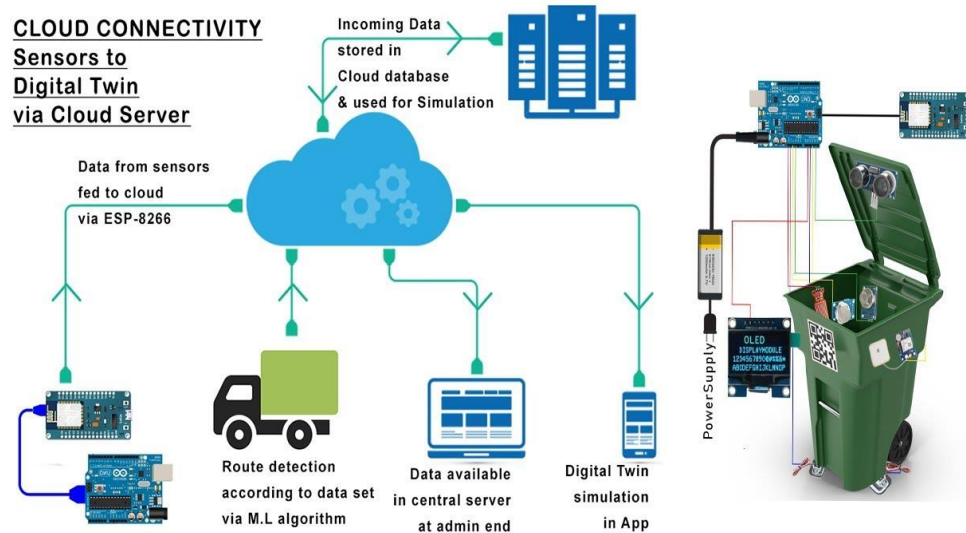 CLOUD CONNECTIVITY
Sensors to
Digital Twin
via Cloud Server
Incoming Data
stored in
Cloud database
& used for Simulation
Data from sensors
fed to cloud
via ESP-8266
Route detection
according to data set
via M.L algorithm
Data available
in central server
at admin end
Digital Twin
simulation
in App
PowerSupply
OLED
DISPLAYMODULE
ABCDEFGHIJKLMNOP